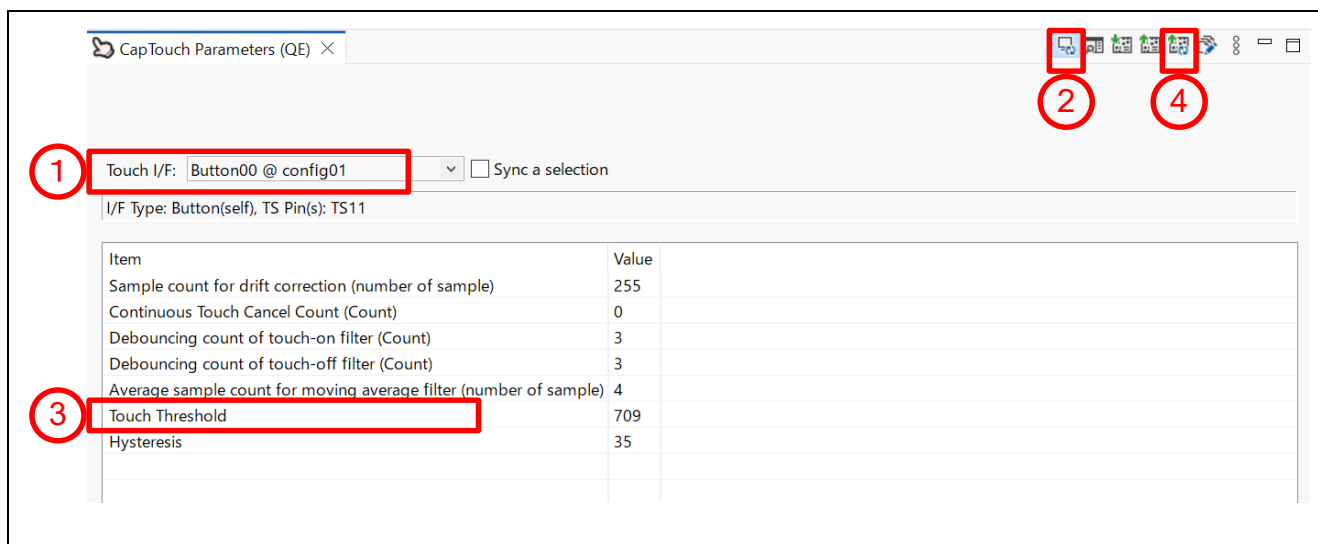 CapTouch Parameters (QE)
2
4
1
Touch I/F: Button00 @ config01 Sync a selection
I/F Type: Button(self), TS Pin(s): TS11
Item Value
Sample count for drift correction (number of sample) 255
Continuous Touch Cancel Count (Count) 0
Debouncing count of touch-on filter (Count) 3
Debouncing count of touch-off filter (Count) 3
Average sample count for moving average filter (number of sample) 4
3
Touch Threshold 709
Hysteresis 35